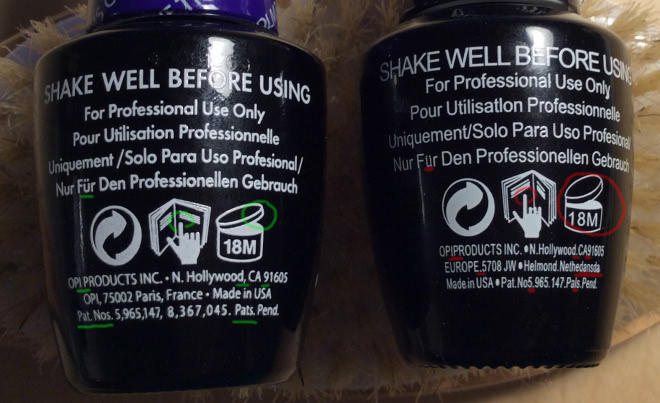 SHAKE WELL BEFORE USING
For Professional Use Only
Pour Utilisation Professionnelle
Uniquement /Solo Para Uso Profesional/
Nur Für Den Professionellen Gebrauch
18M
OPI PRODUCTS INC. • N. Hollywood, CA 91605
OPI, 75002 Paris, France • Made in USA
Pat. Nos. 5,965,147, 8,367,045. Pats. Pend.
SHAKE WELL BEFORE USING
For Professional Use Only
Pour Utilisation Professionnelle
Uniquement/Solo Para Uso Profesional
Nur Für Den Professionellen Gebrauch
18M
OPIPRODUCTS INC. •N. Hollywood.CA91605
EUROPE.5708 JW•Helmond.Nethedansda
Made in USA •Pat.No5.965.147.Pals.Pend.